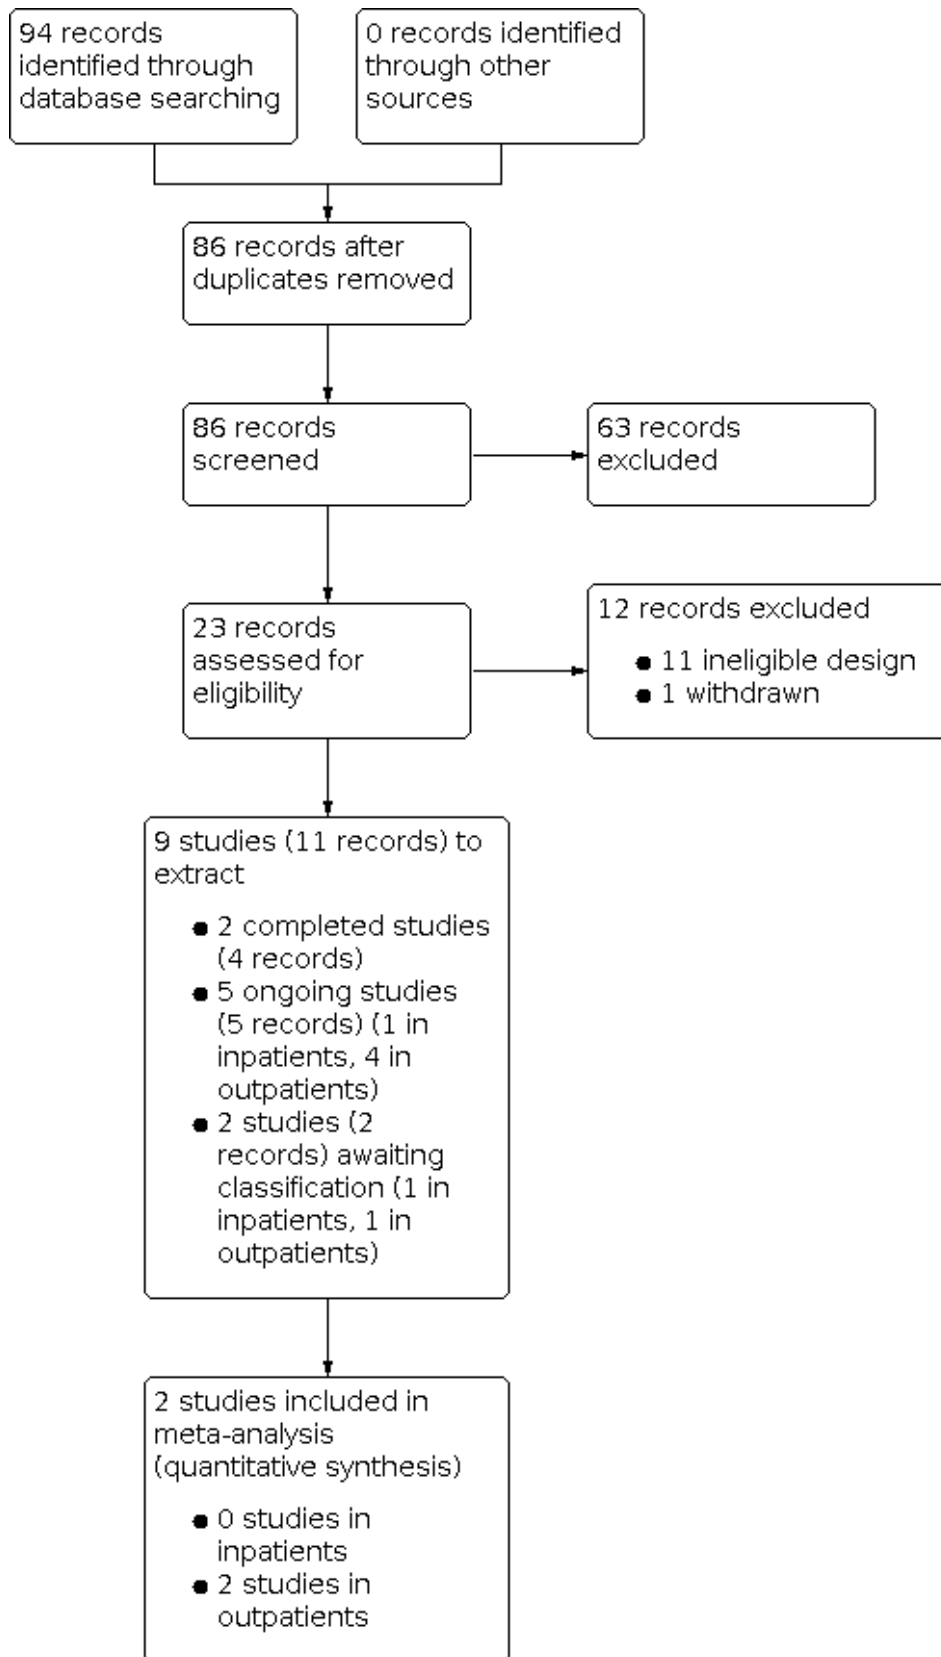 94 records
identified through
database searching
0 records identified
through other
sources
86 records after
duplicates removed
86 records
screened
63 records
excluded
23 records
assessed for
eligibility
12 records excluded
● 11 ineligible design
● 1 withdrawn
9 studies (11 records) to
extract
● 2 completed studies
(4 records)
● 5 ongoing studies
(5 records) (1 in
inpatients, 4 in
outpatients)
● 2 studies (2
records) awaiting
classification (1 in
inpatients, 1 in
outpatients)
2 studies included in
meta-analysis
(quantitative synthesis)
● 0 studies in
inpatients
● 2 studies in
outpatients